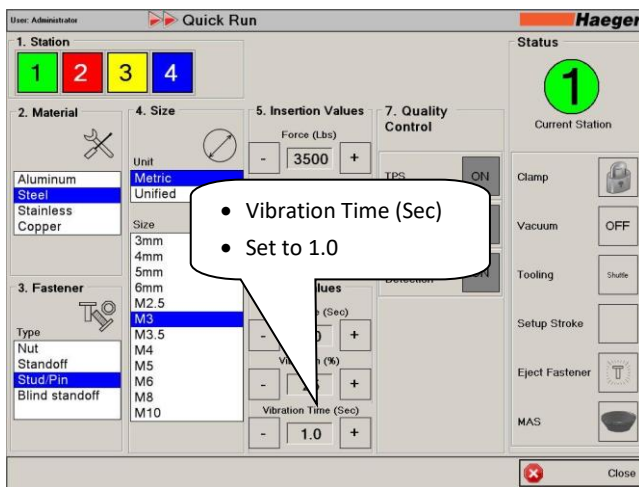 User: Administrator
Quick Run
Haeger
1. Station
1 2 3 4
Status
1
Current Station
2. Material
Aluminum
Steel
Stainless
Copper
3. Fastener
Type
Nut
Standoff
Stud/Pin
Blind standoff
4. Size
Unit
Metric
Unified
Size
3mm
4mm
5mm
6mm
M2.5
M3
M3.5
M4
M5
M6
M8
M10
5. Insertion Values
Force (Lbs)
- 3500 +
• Vibration Time (Sec)
• Set to 1.0
(Sec)
- +
(%)
- +
Vibration Time (Sec)
- 1.0 +
7. Quality
Control
TPS ON
Clamp
Vacuum OFF
Tooling Shuttle
Setup Stroke
Eject Fastener T
MAS
Close